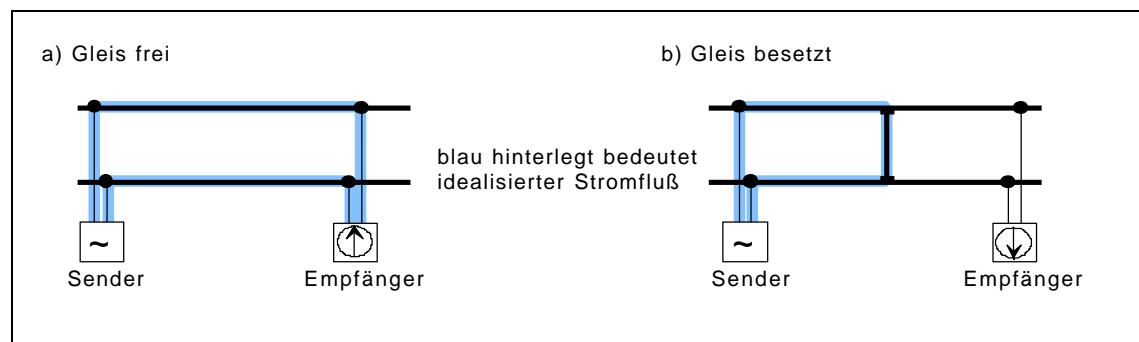 a) Gleis frei
b) Gleis besetzt
blau hinterlegt bedeutet
idealisierter Stromfluß
~
~
Sender
Empfänger
Sender
Empfänger